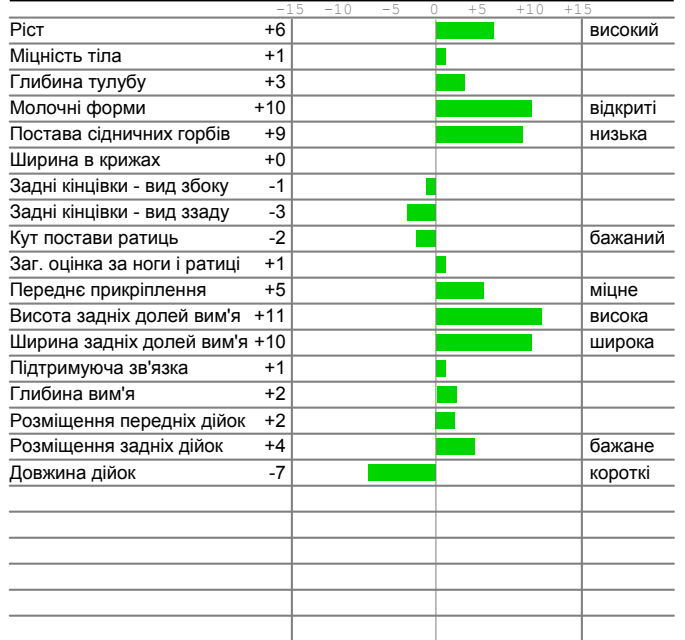 -15 -10 -5 0 +5 +10 +15
Ріст +6 високий
Міцність тіла +1
Глибина тулубу +3
Молочні форми +10 відкриті
Постава сідничних горбів +9 низька
Ширина в крижах +0
Задні кінцівки - вид збоку -1
Задні кінцівки - вид ззаду -3
Кут постави ратиць -2 бажаний
Заг. оцінка за ноги і ратиці +1
Переднє прикріплення +5 міцне
Висота задніх долей вим'я +11 висока
Ширина задніх долей вим'я +10 широка
Підтримуюча зв'язка +1
Глибина вим'я +2
Розміщення передніх дійок +2
Розміщення задніх дійок +4 бажане
Довжина дійок -7 короткі